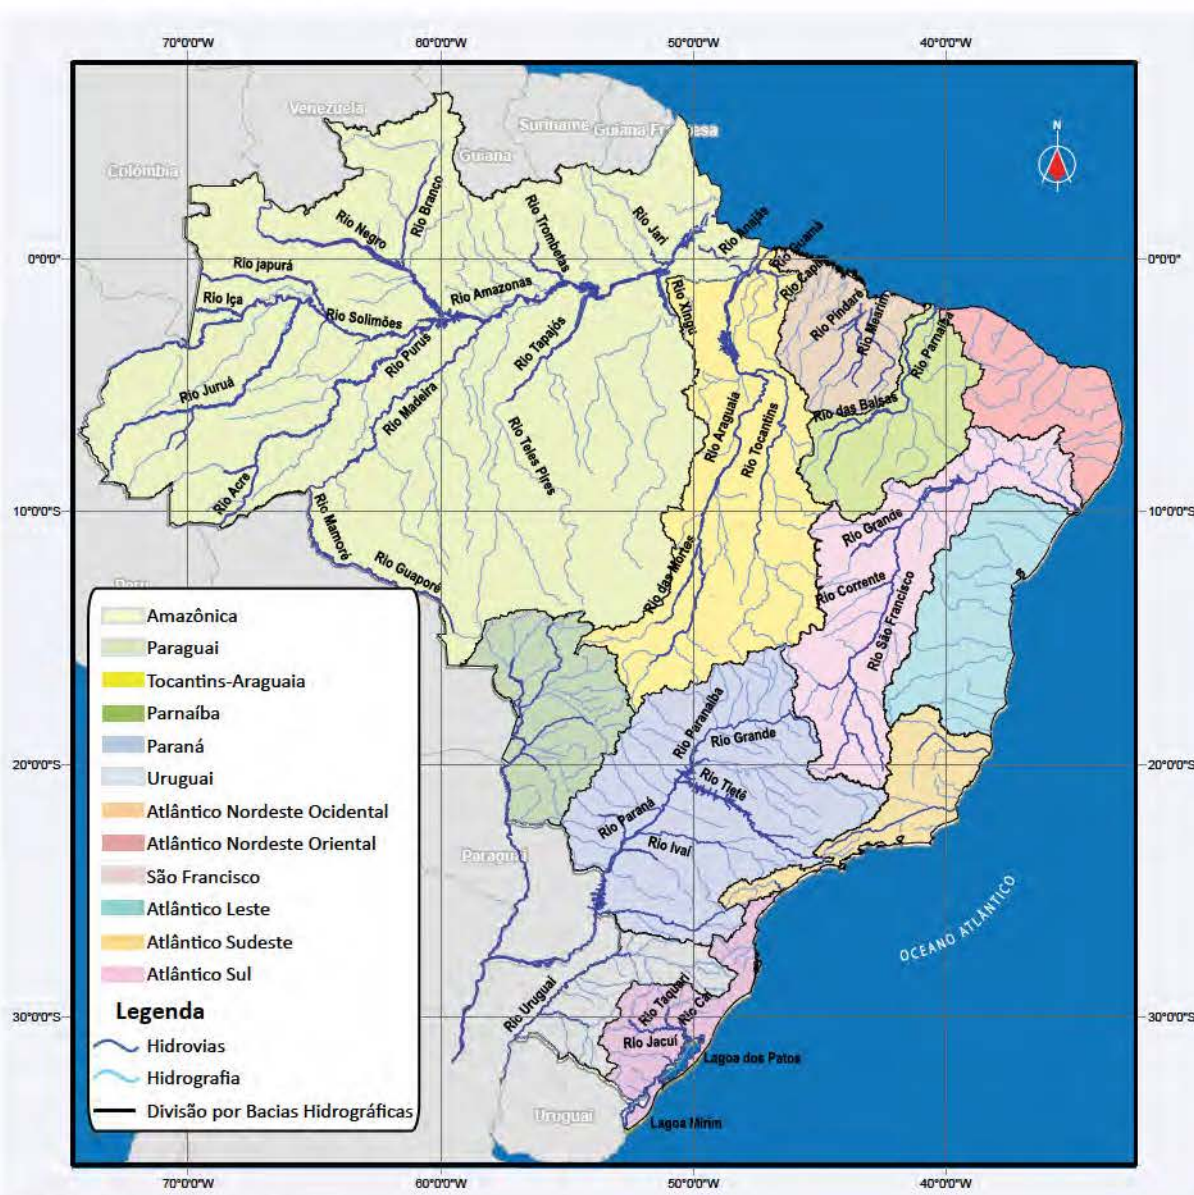 70°0'0"W
60°0'0"W
50°0'0"W
40°0'0"W
Venezuela
Suriname
Guiana
Colômbia
N
Rio Branco
Rio Negro
Rio Trombetas
Rio Jari
Rio Anajás
Rio Guamá
0°0'0"
0°0'0"
Rio japurá
Rio Içá
Rio Solimões
Rio Amazonas
Rio Xingu
Rio Pindaré
Rio Mearim
Rio Parnaíba
Rio Tapajós
Rio Purus
Rio Madeira
Rio Juruá
Rio das Balsas
Rio Araguaia
Rio Tocantins
Rio Teles Pires
Rio Acre
10°0'0"S
10°0'0"S
Rio Mamoré
Rio Guaporé
Rio Grande
Rio das Mortes
Rio Corrente
Rio São Francisco
Amazônica
Paraguai
Tocantins-Araguaia
Parnaíba
Paraná
Uruguai
Atlântico Nordeste Ocidental
Atlântico Nordeste Oriental
São Francisco
Atlântico Leste
Atlântico Sudeste
Atlântico Sul
Legenda
Hidrovias
Hidrografia
Divisão por Bacias Hidrográficas
Rio Paranaíba
Rio Grande
20°0'0"S
20°0'0"S
Rio Tietê
Rio Paraná
Rio Ivaí
Paraguai
OCEANO ATLÂNTICO
Rio Uruguai
Rio Taquari
30°0'0"S
30°0'0"S
Rio Jacuí
Lagoa dos Patos
Uruguai
Lagoa Mirim
70°0'0"W
60°0'0"W
50°0'0"W
40°0'0"W